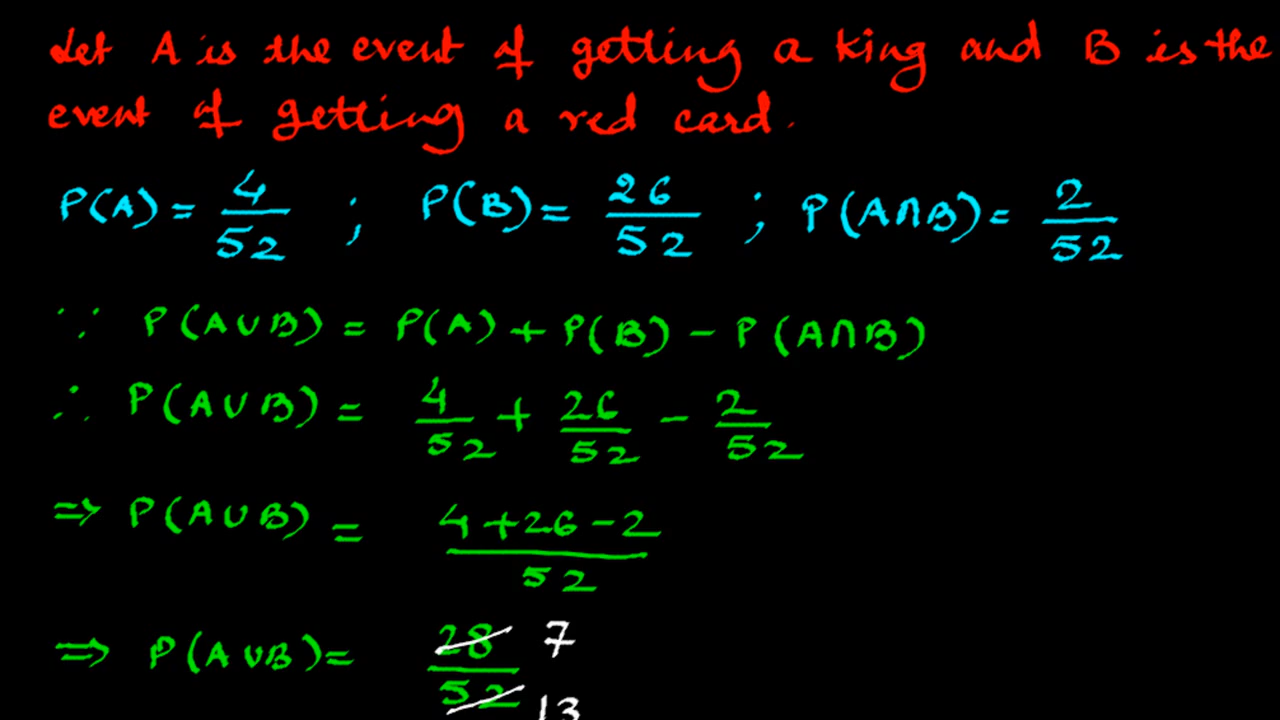 Let A is the event of getting a king and B is the
event of getting a red card.
P(A) = 4/52 ; P(B) = 26/52 ; P(A∩B) = 2/52
∵ P(A∪B) = P(A) + P(B) - P(A∩B)
∴ P(A∪B) = 4/52 + 26/52 - 2/52
⇒ P(A∪B) = (4+26-2)/52
⇒ P(A∪B) = 28/52 7/13